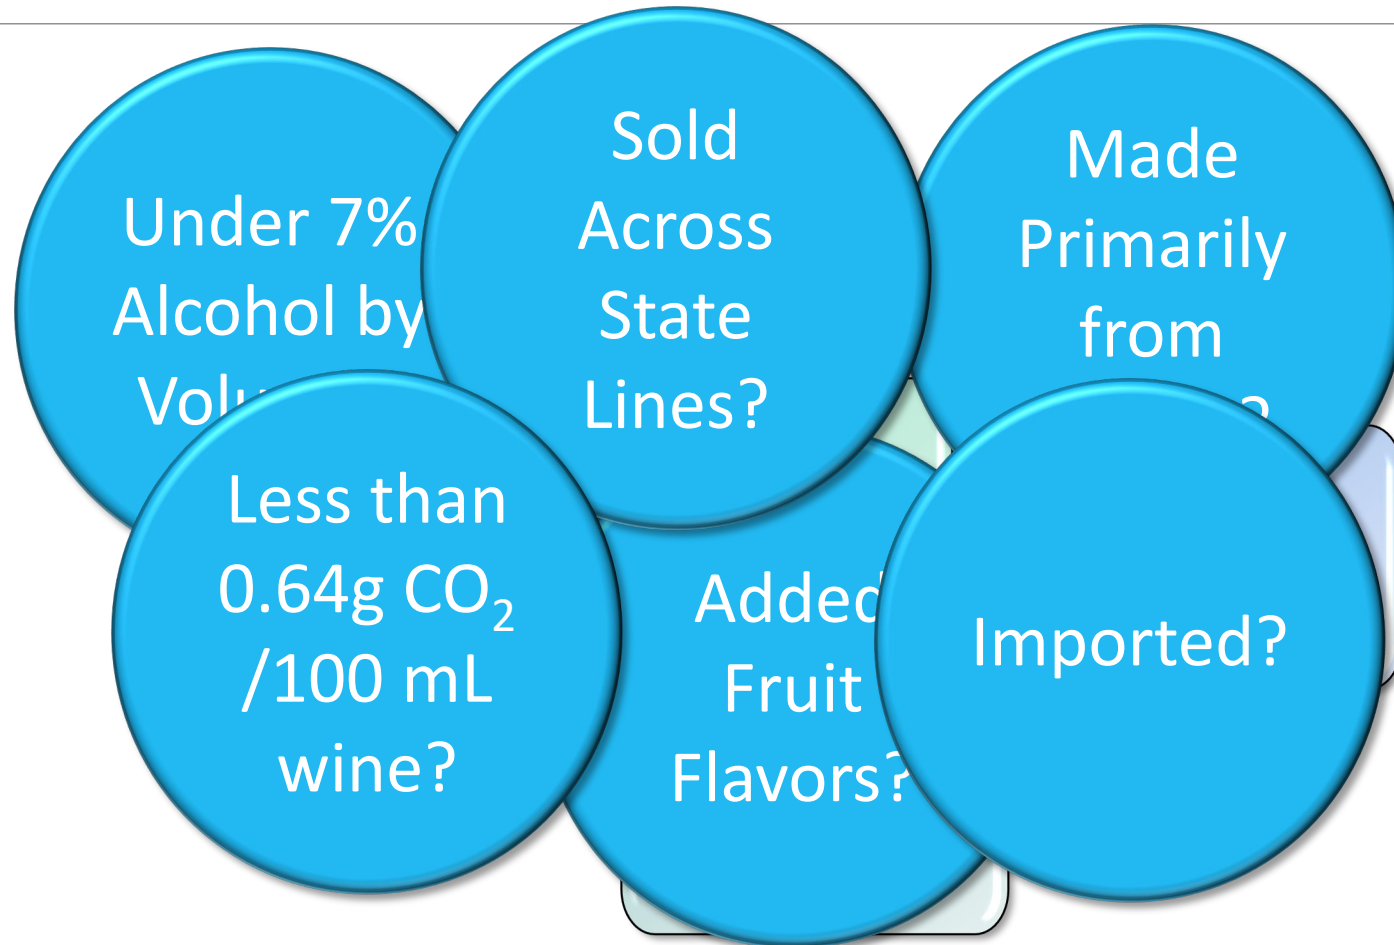 Under 7%
Alcohol by
Sold
Across
State
Lines?
Made
Primarily
from
Less than
0.64g CO₂
/100 mL
wine?
Added
Fruit
Flavors?
Imported?